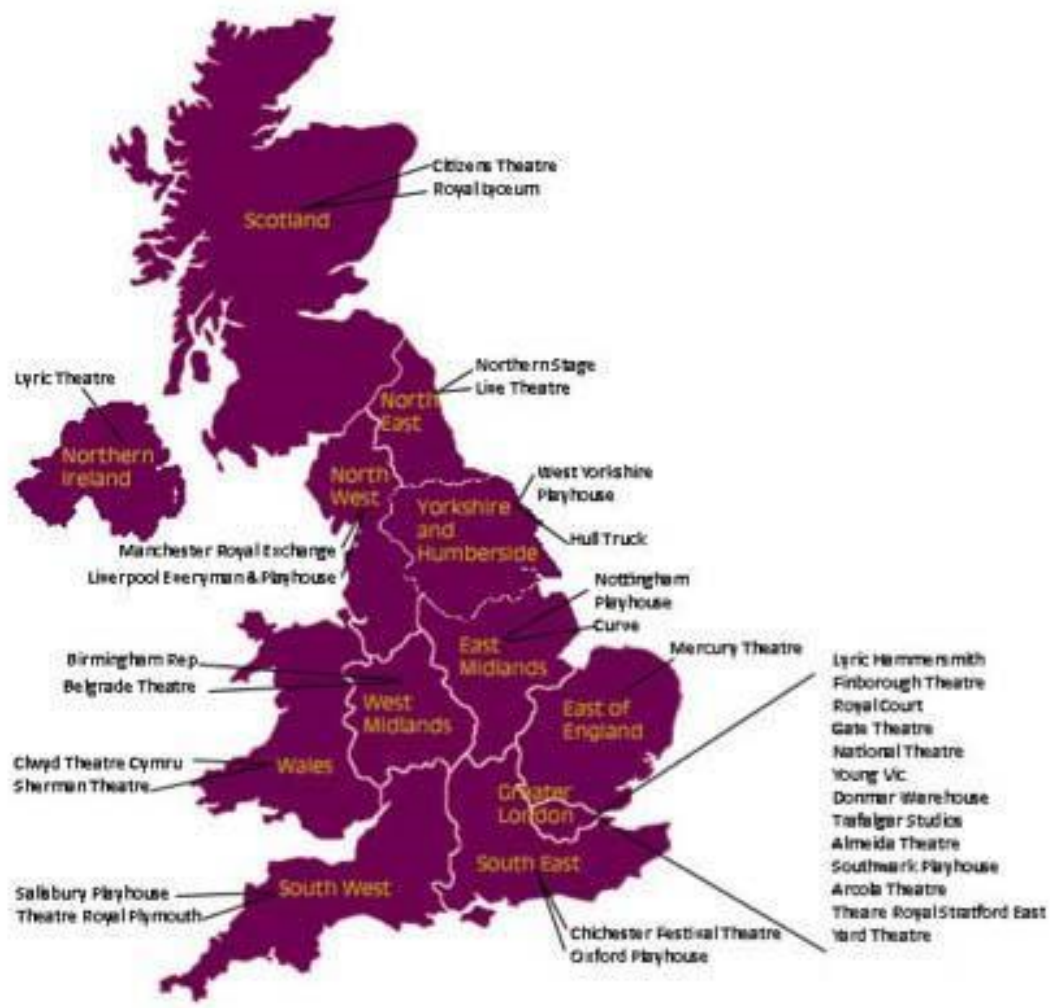 Citizens Theatre
Royal Lyceum
Scotland
Lyric Theatre
Northern
Ireland
Northern Stage
Live Theatre
North
East
North
West
West Yorkshire
Playhouse
Yorkshire
and
Humberside
Hull Truck
Manchester Royal Exchange
Liverpool Everyman & Playhouse
Nottingham
Playhouse
Curve
East
Midlands
Mercury Theatre
Birmingham Rep
Belgrade Theatre
West
Midlands
East of
England
Lyric Hammersmith
Finborough Theatre
Royal Court
Gate Theatre
National Theatre
Young Vic
Donmar Warehouse
Trafalgar Studios
Almeida Theatre
Southwark Playhouse
Arcola Theatre
Theare Royal Stratford East
Yard Theatre
Clwyd Theatre Cymru
Sherman Theatre
Wales
Greater
London
South East
Salisbury Playhouse
Theatre Royal Plymouth
South West
Chichester Festival Theatre
Oxford Playhouse